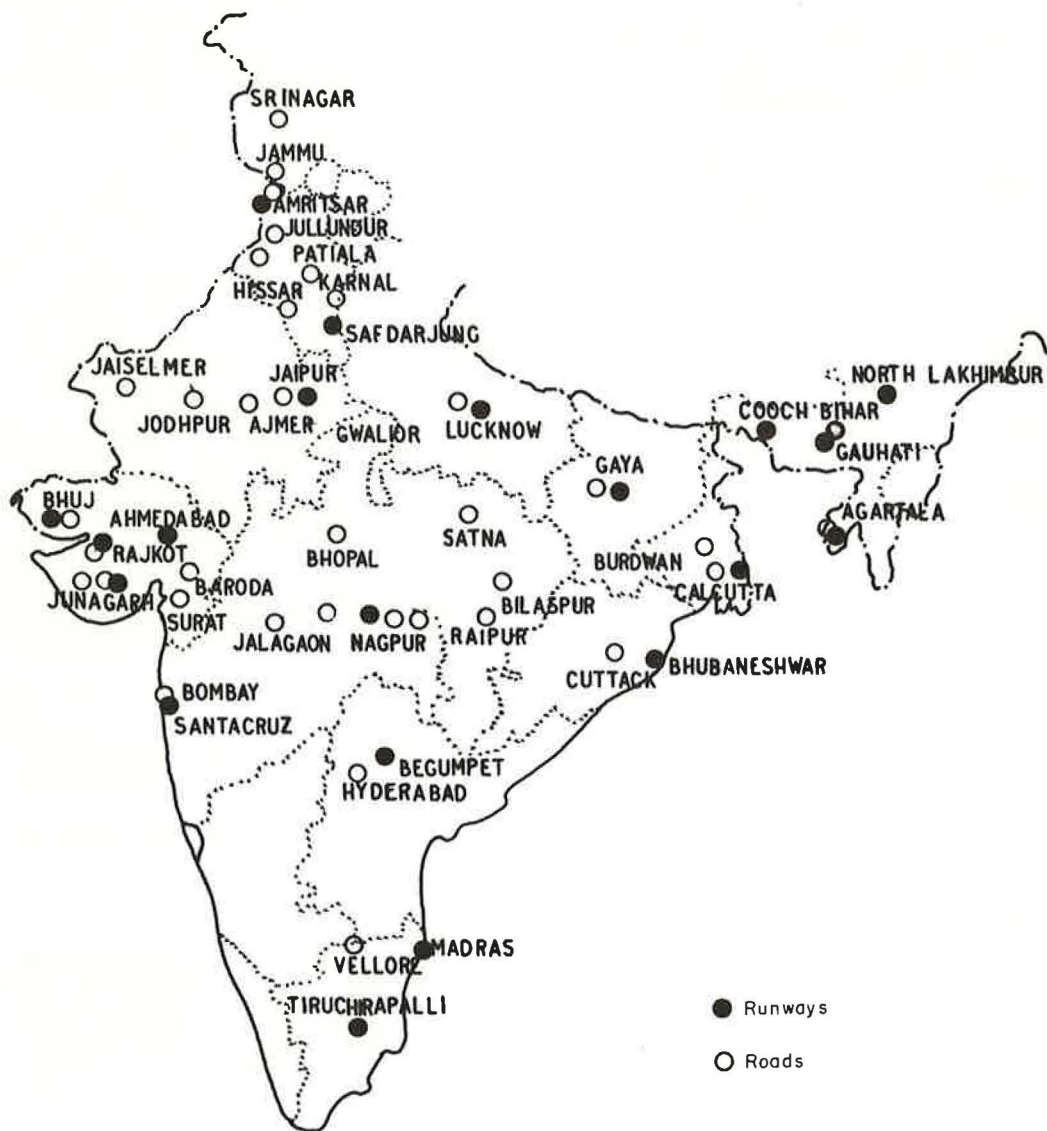 SRINAGAR
JAMMU
AMRITSAR
JULLUNDUR
PATIALA
KARNAL
HISSAR
SAFDARJUNG
JAISELMER
JAIPUR
NORTH LAKHIMPUR
JODHPUR
AJMER
GWALIOR
LUCKNOW
COOCH BIHAR
GAUHATI
GAYA
BHUJ
AHMEDABAD
AGARTALA
RAJKOT
BHOPAL
SATNA
BURDWAN
BARODA
CALCUTTA
JUNAGARH
SURAT
BILASPUR
JALAGAON
NAGPUR
RAIPUR
CUTTACK
BHUBANESHWAR
BOMBAY
SANTACRUZ
BEGUMPET
HYDERABAD
MADRAS
VELLORE
TIRUCHIRAPALLI
Runways
Roads